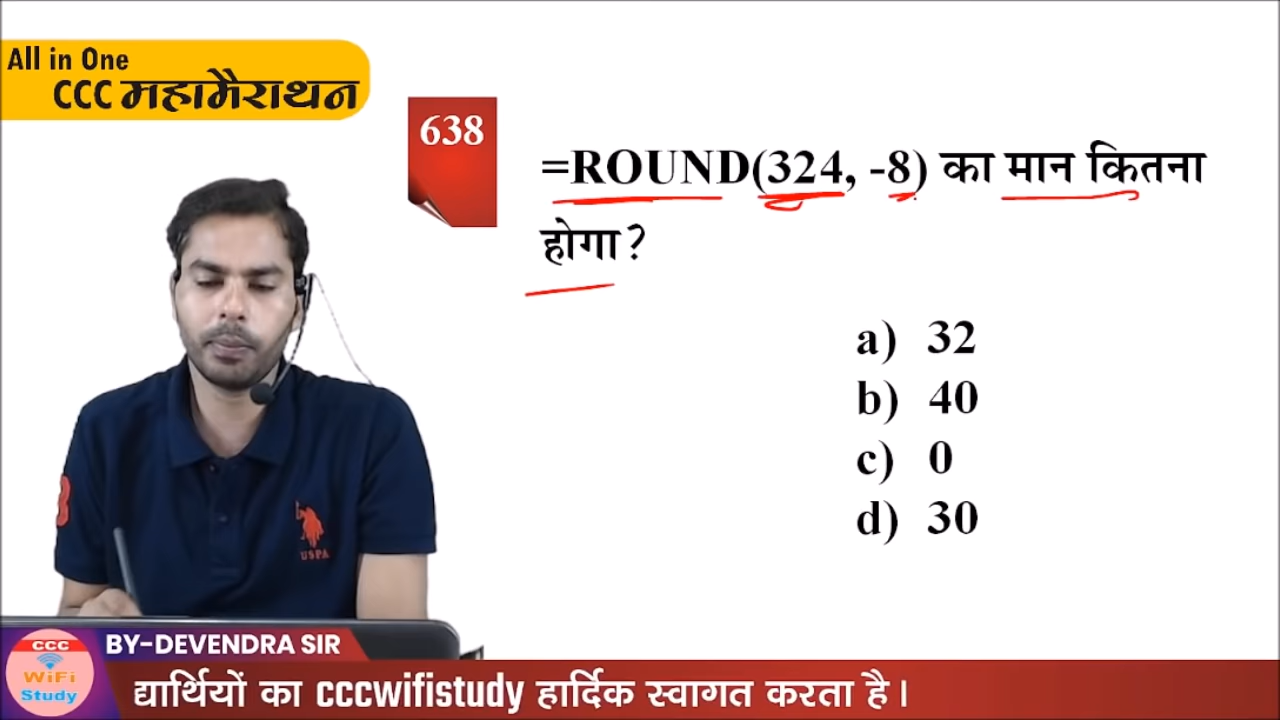 All in One
CCC महामैराथन
638
=ROUND(324, -8) का मान कितना
होगा?
a) 32
b) 40
c) 0
d) 30
3
USPA
BY-DEVENDRA SIR
ccc
WiFi
Study
द्यार्थियों का cccwifistudy हार्दिक स्वागत करता है।